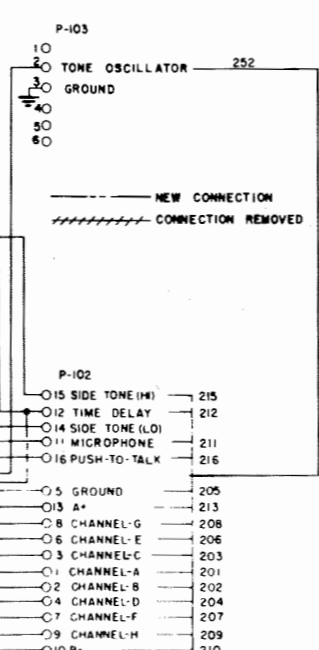 P-103
1
2 TONE OSCILLATOR 252
3 GROUND
4
5
6
NEW CONNECTION
CONNECTION REMOVED
P-102
15 SIDE TONE (HI) 215
12 TIME DELAY 212
14 SIDE TONE (LO)
11 MICROPHONE 211
16 PUSH-TO-TALK 216
5 GROUND 205
13 A+ 213
8 CHANNEL-G 208
6 CHANNEL-E 206
3 CHANNEL-C 203
1 CHANNEL-A 201
2 CHANNEL-B 202
4 CHANNEL-D 204
7 CHANNEL-F 207
9 CHANNEL-H 209
10 210